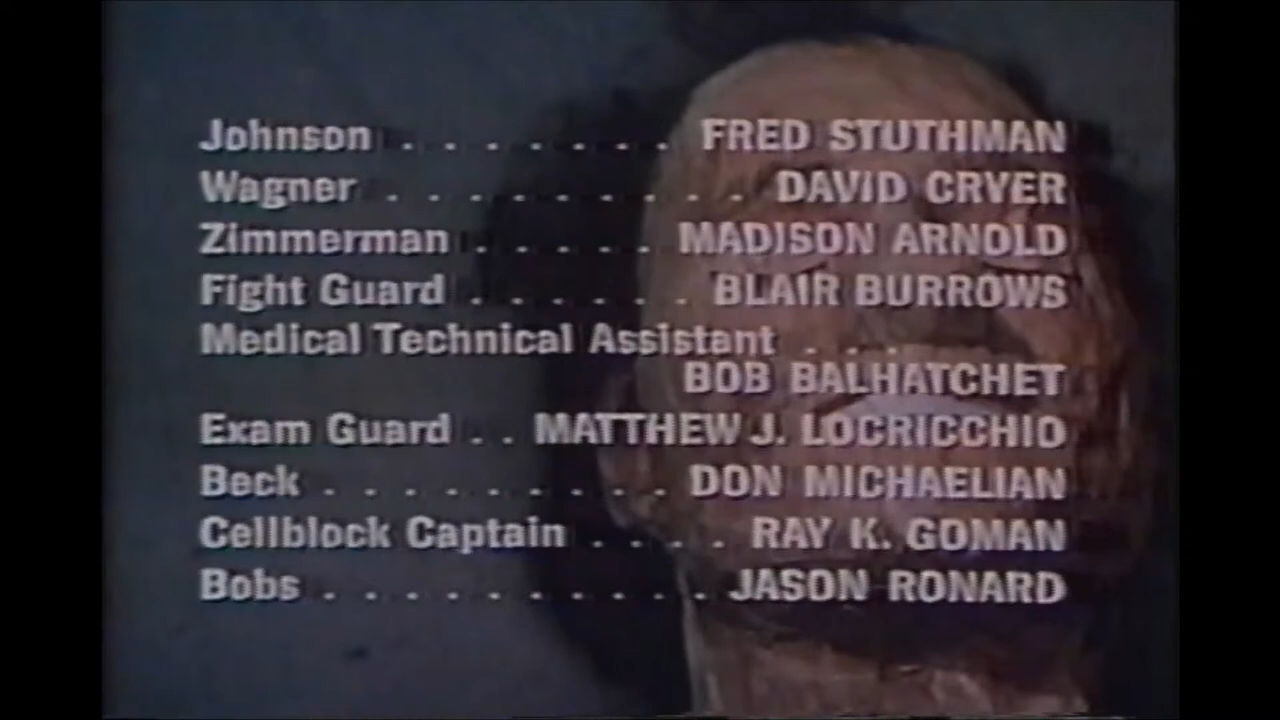 Johnson . . . . . . . FRED STUTHMAN
Wagner . . . . . . . . . DAVID CRYER
Zimmerman . . . . . MADISON ARNOLD
Fight Guard . . . . . . BLAIR BURROWS
Medical Technical Assistant . . .
BOB BALHATCHET
Exam Guard . . MATTHEW J. LOCRICCHIO
Beck . . . . . . . . . DON MICHAELIAN
Cellblock Captain . . . . RAY K. GOMAN
Bobs . . . . . . . . . . JASON RONARD